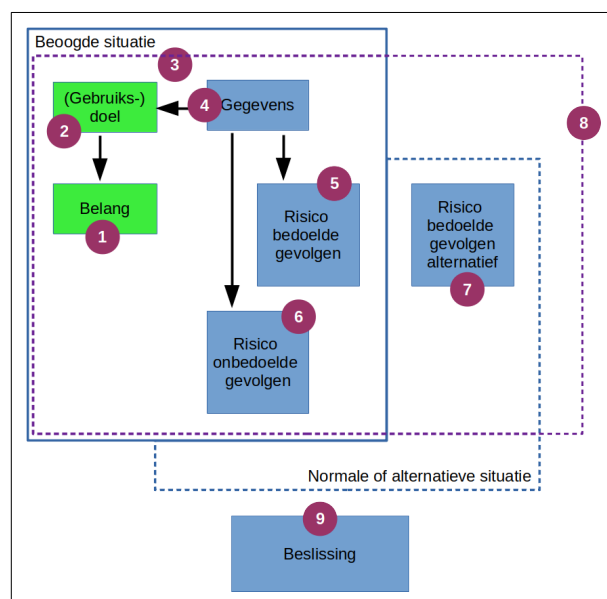 Beoogde situatie
3
(Gebruiks-)
doel
2
4
Gegevens
8
Belang
1
5
Risico
bedoelde
gevolgen
Risico
bedoelde
gevolgen
alternatief
7
6
Risico
onbedoelde
gevolgen
Normale of alternatieve situatie
9
Beslissing